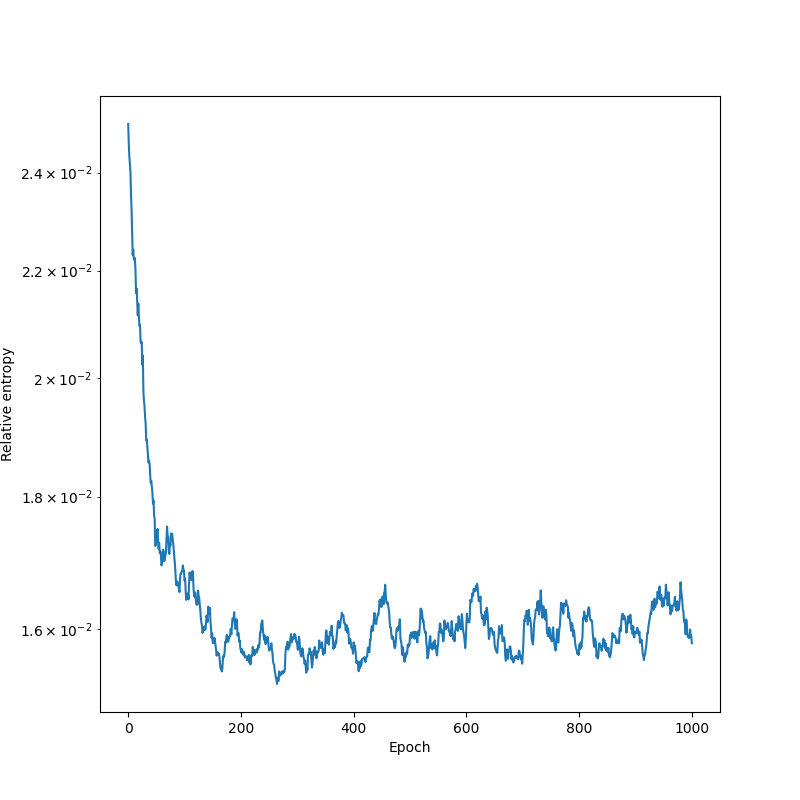 Relative entropy
2.4 × 10⁻²
2.2 × 10⁻²
2 × 10⁻²
1.8 × 10⁻²
1.6 × 10⁻²
0 200 400 600 800 1000
Epoch